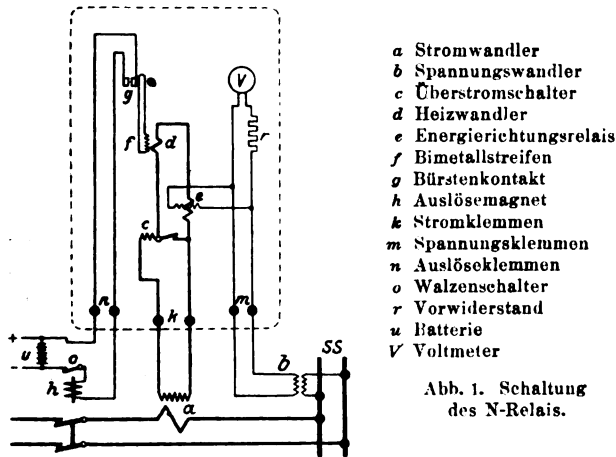 V
g
f
d
r
e
c
n
k
m
+
u
o
−
h
a
b
SS
a Stromwandler
b Spannungswandler
c Überstromschalter
d Heizwandler
e Energierichtungsrelais
f Bimetallstreifen
g Bürstenkontakt
h Auslösemagnet
k Stromklemmen
m Spannungsklemmen
n Auslöseklemmen
o Walzenschalter
r Vorwiderstand
u Batterie
V Voltmeter
Abb. 1. Schaltung
des N-Relais.